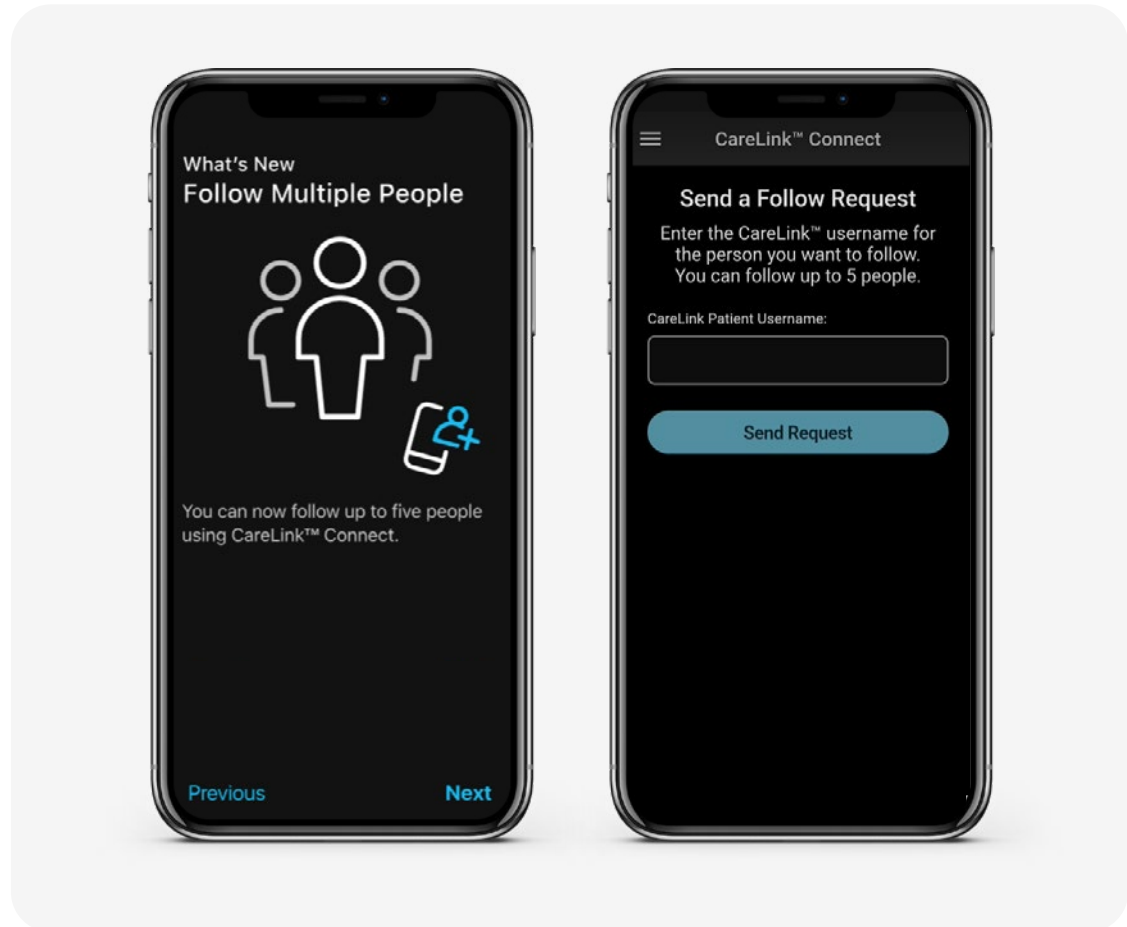 What's New
Follow Multiple People
You can now follow up to five people
using CareLink™ Connect.
Previous
Next
CareLink™ Connect
Send a Follow Request
Enter the CareLink™ username for
the person you want to follow.
You can follow up to 5 people.
CareLink Patient Username:
Send Request